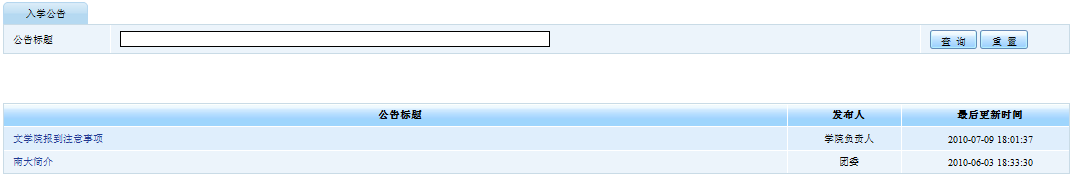 入学公告
公告标题 查 询 重 置
公告标题 发布人 最后更新时间
文学院报到注意事项 学院负责人 2010-07-09 18:01:37
南大简介 团委 2010-06-03 18:33:30